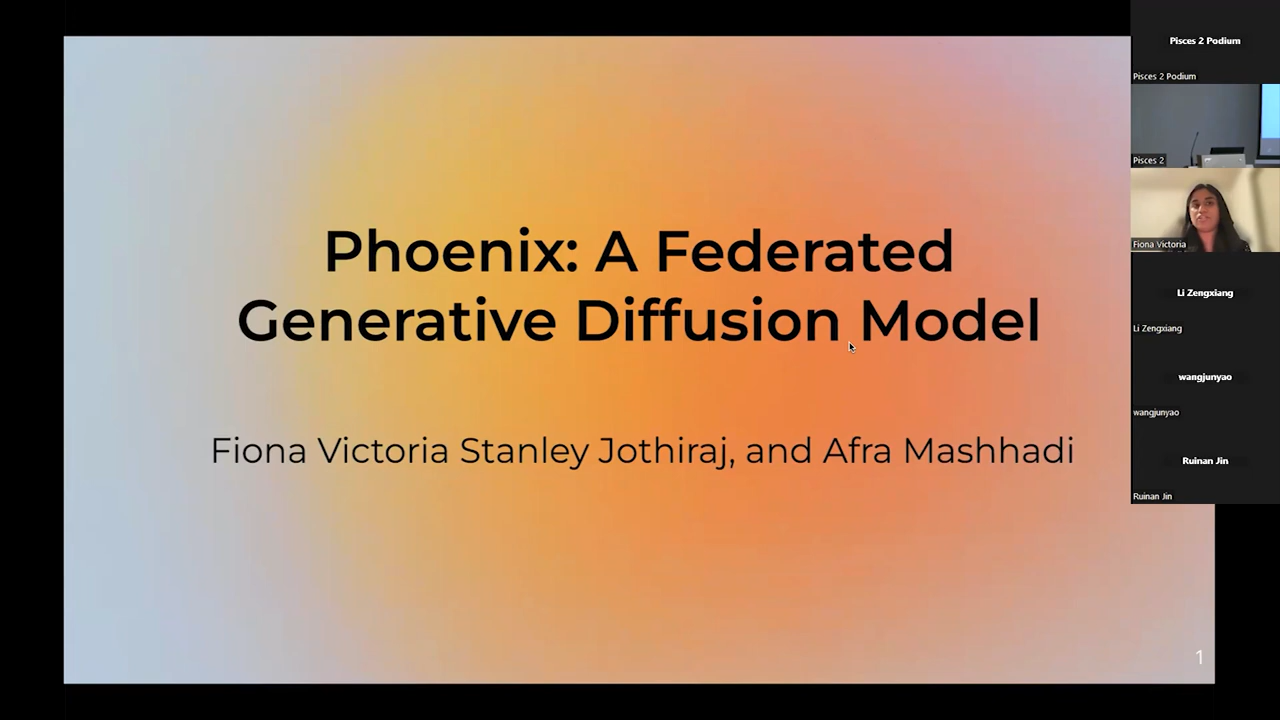 Phoenix: A Federated
Generative Diffusion Model
Fiona Victoria Stanley Jothiraj, and Afra Mashhadi
1
Pisces 2 Podium
Pisces 2 Podium
Pisces 2
Fiona Victoria
Li Zengxiang
Li Zengxiang
wangjunyao
wangjunyao
Ruinan Jin
Ruinan Jin